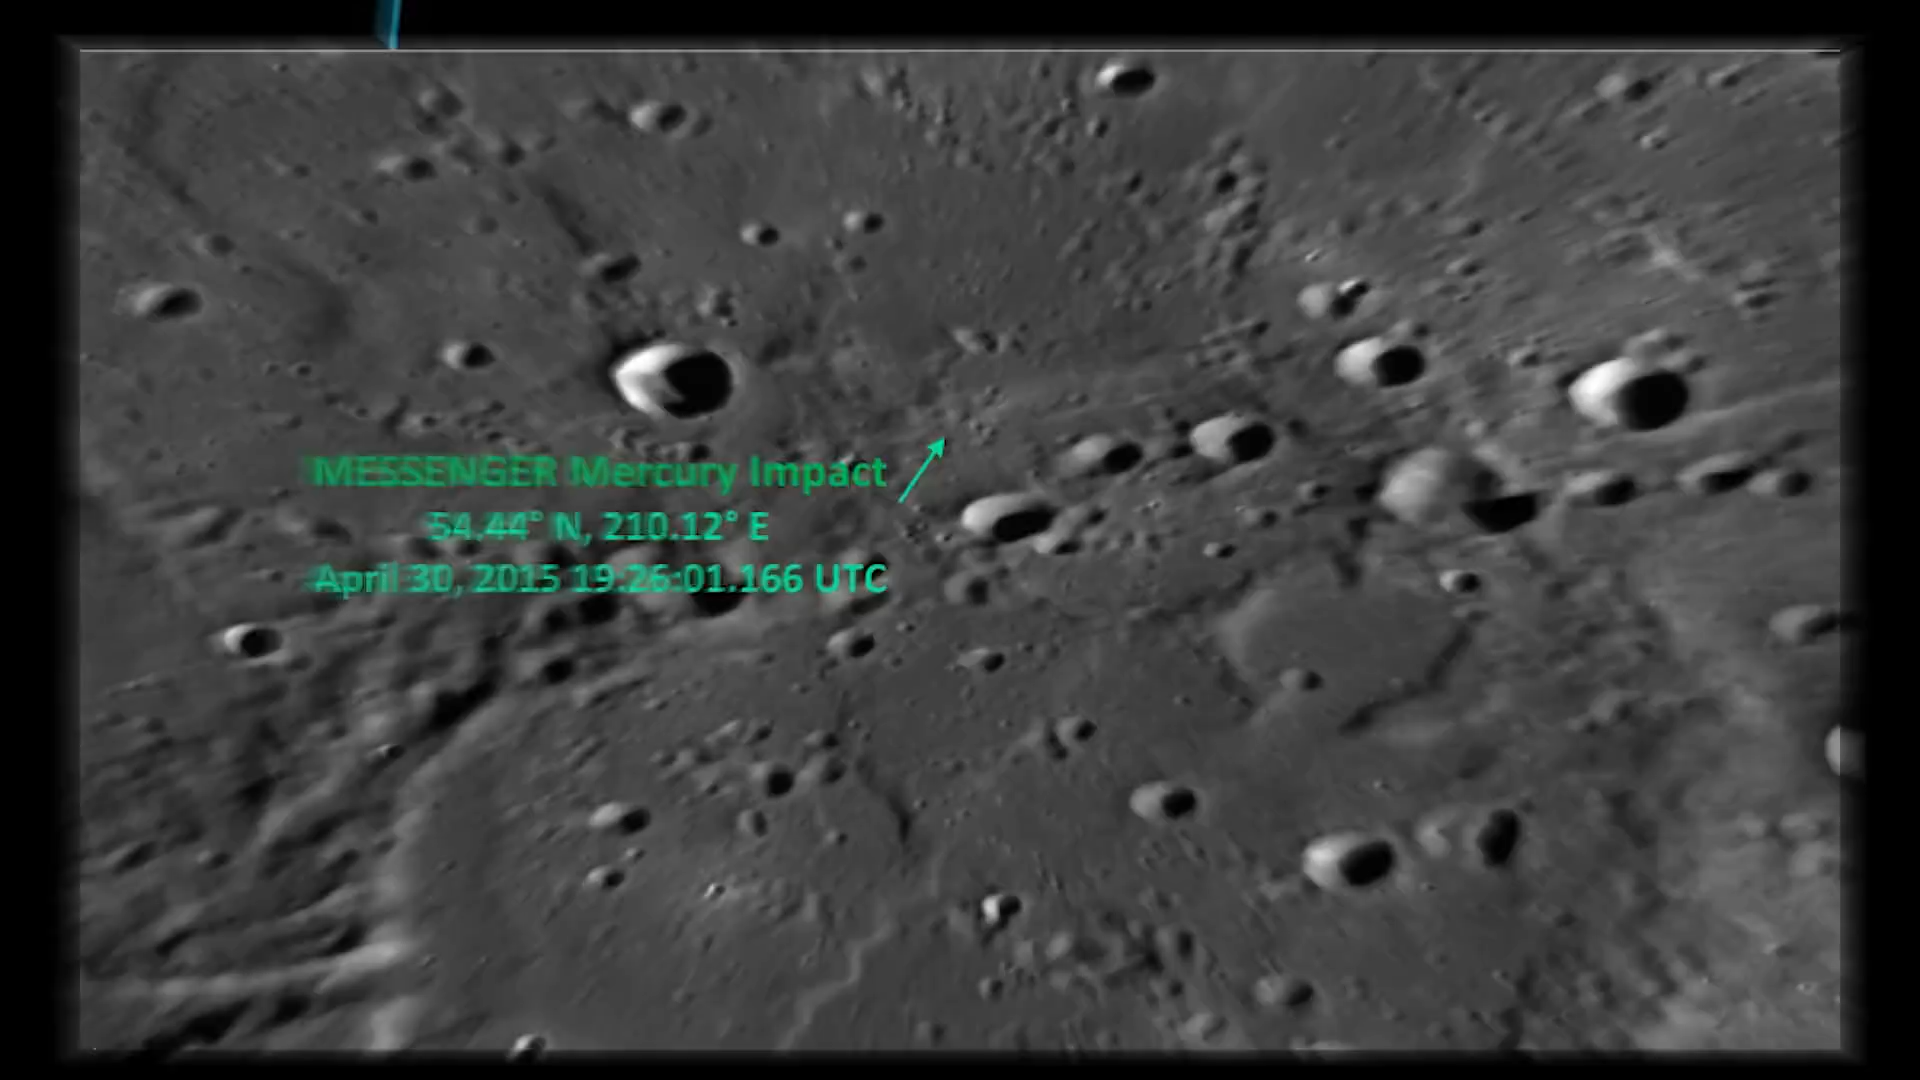 MESSENGER Mercury Impact
54.44° N, 210.12° E
April 30, 2015 19:26:01.166 UTC